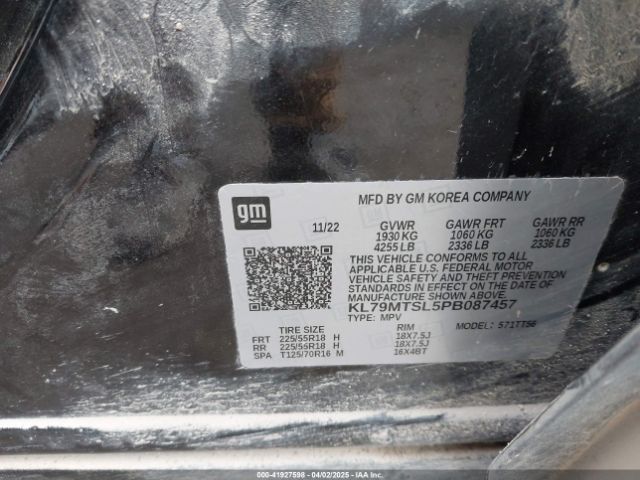 gm
MFD BY GM KOREA COMPANY
11/22 GVWR GAWR FRT GAWR RR
1930 KG 1060 KG 1060 KG
4255 LB 2336 LB 2336 LB
THIS VEHICLE CONFORMS TO ALL
APPLICABLE U.S. FEDERAL MOTOR
VEHICLE SAFETY AND THEFT PREVENTION
STANDARDS IN EFFECT ON THE DATE OF
MANUFACTURE SHOWN ABOVE.
KL79MTSL5PB087457
TYPE: MPV MODEL: 571TT56
TIRE SIZE RIM
FRT 225/55R18 H 18X7.5J
RR 225/55R18 H 18X7.5J
SPA T125/70R16 M 16X4BT
000-41927598 - 04/02/2025 - IAAI.COM